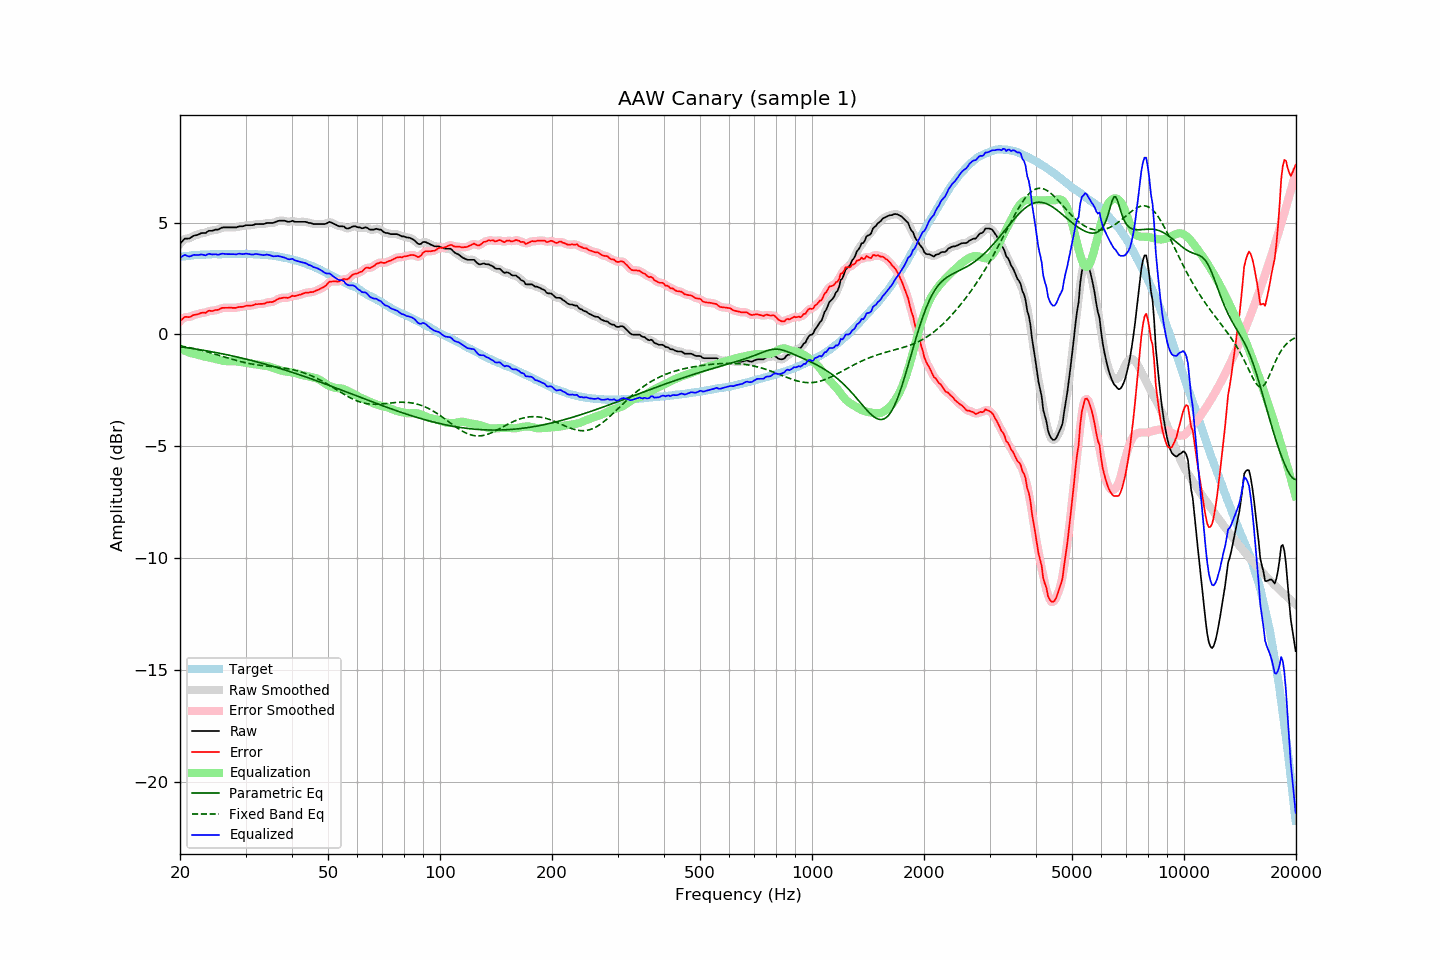 AAW Canary (sample 1)
Amplitude (dBr)
5
0
−5
−10
−15
−20
Target
Raw Smoothed
Error Smoothed
Raw
Error
Equalization
Parametric Eq
Fixed Band Eq
Equalized
20 50 100 200 500 1000 2000 5000 10000 20000
Frequency (Hz)